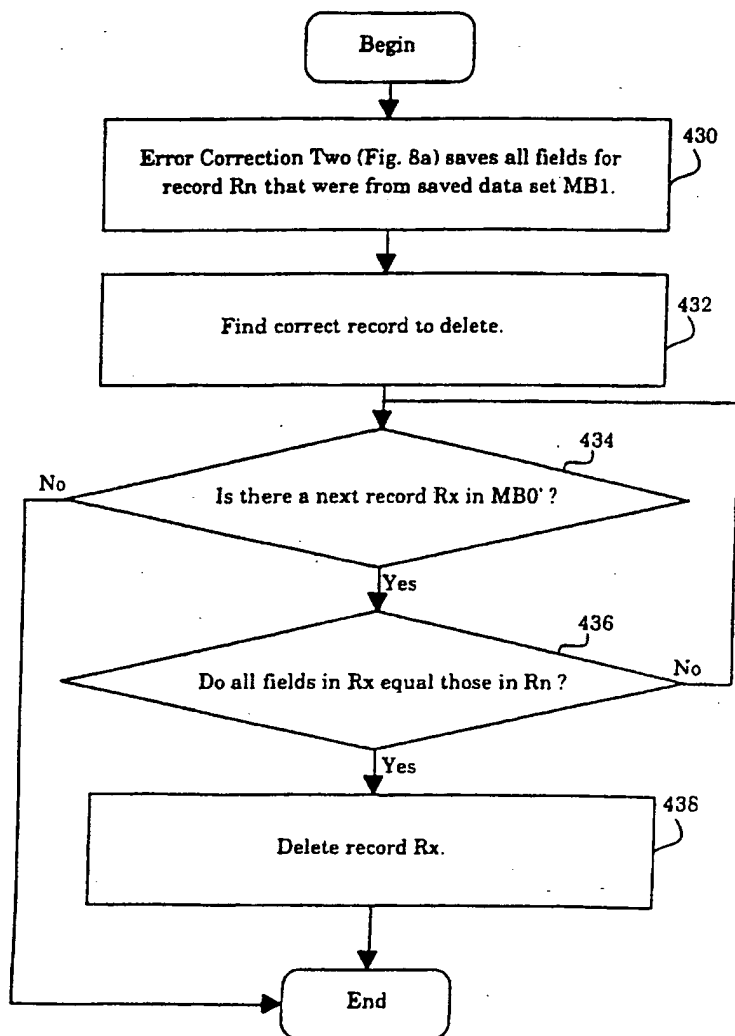 Begin
430
Error Correction Two (Fig. 8a) saves all fields for
record Rn that were from saved data set MB1.
432
Find correct record to delete.
434
No
Is there a next record Rx in MB0' ?
Yes
436
Do all fields in Rx equal those in Rn ?
No
Yes
438
Delete record Rx.
End